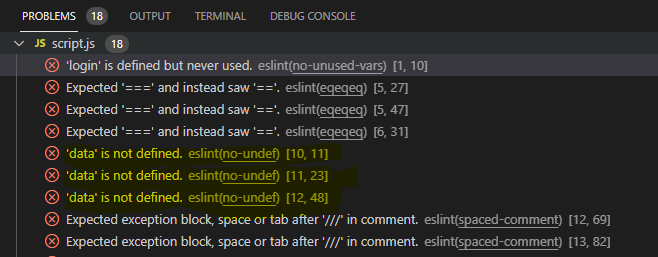 PROBLEMS 18 OUTPUT TERMINAL DEBUG CONSOLE
JS script.js 18
'login' is defined but never used. eslint(no-unused-vars) [1, 10]
Expected '===' and instead saw '=='. eslint(eqeqeq) [5, 27]
Expected '===' and instead saw '=='. eslint(eqeqeq) [5, 47]
Expected '===' and instead saw '=='. eslint(eqeqeq) [6, 31]
'data' is not defined. eslint(no-undef) [10, 11]
'data' is not defined. eslint(no-undef) [11, 23]
'data' is not defined. eslint(no-undef) [12, 48]
Expected exception block, space or tab after '///' in comment. eslint(spaced-comment) [12, 69]
Expected exception block, space or tab after '///' in comment. eslint(spaced-comment) [13, 82]